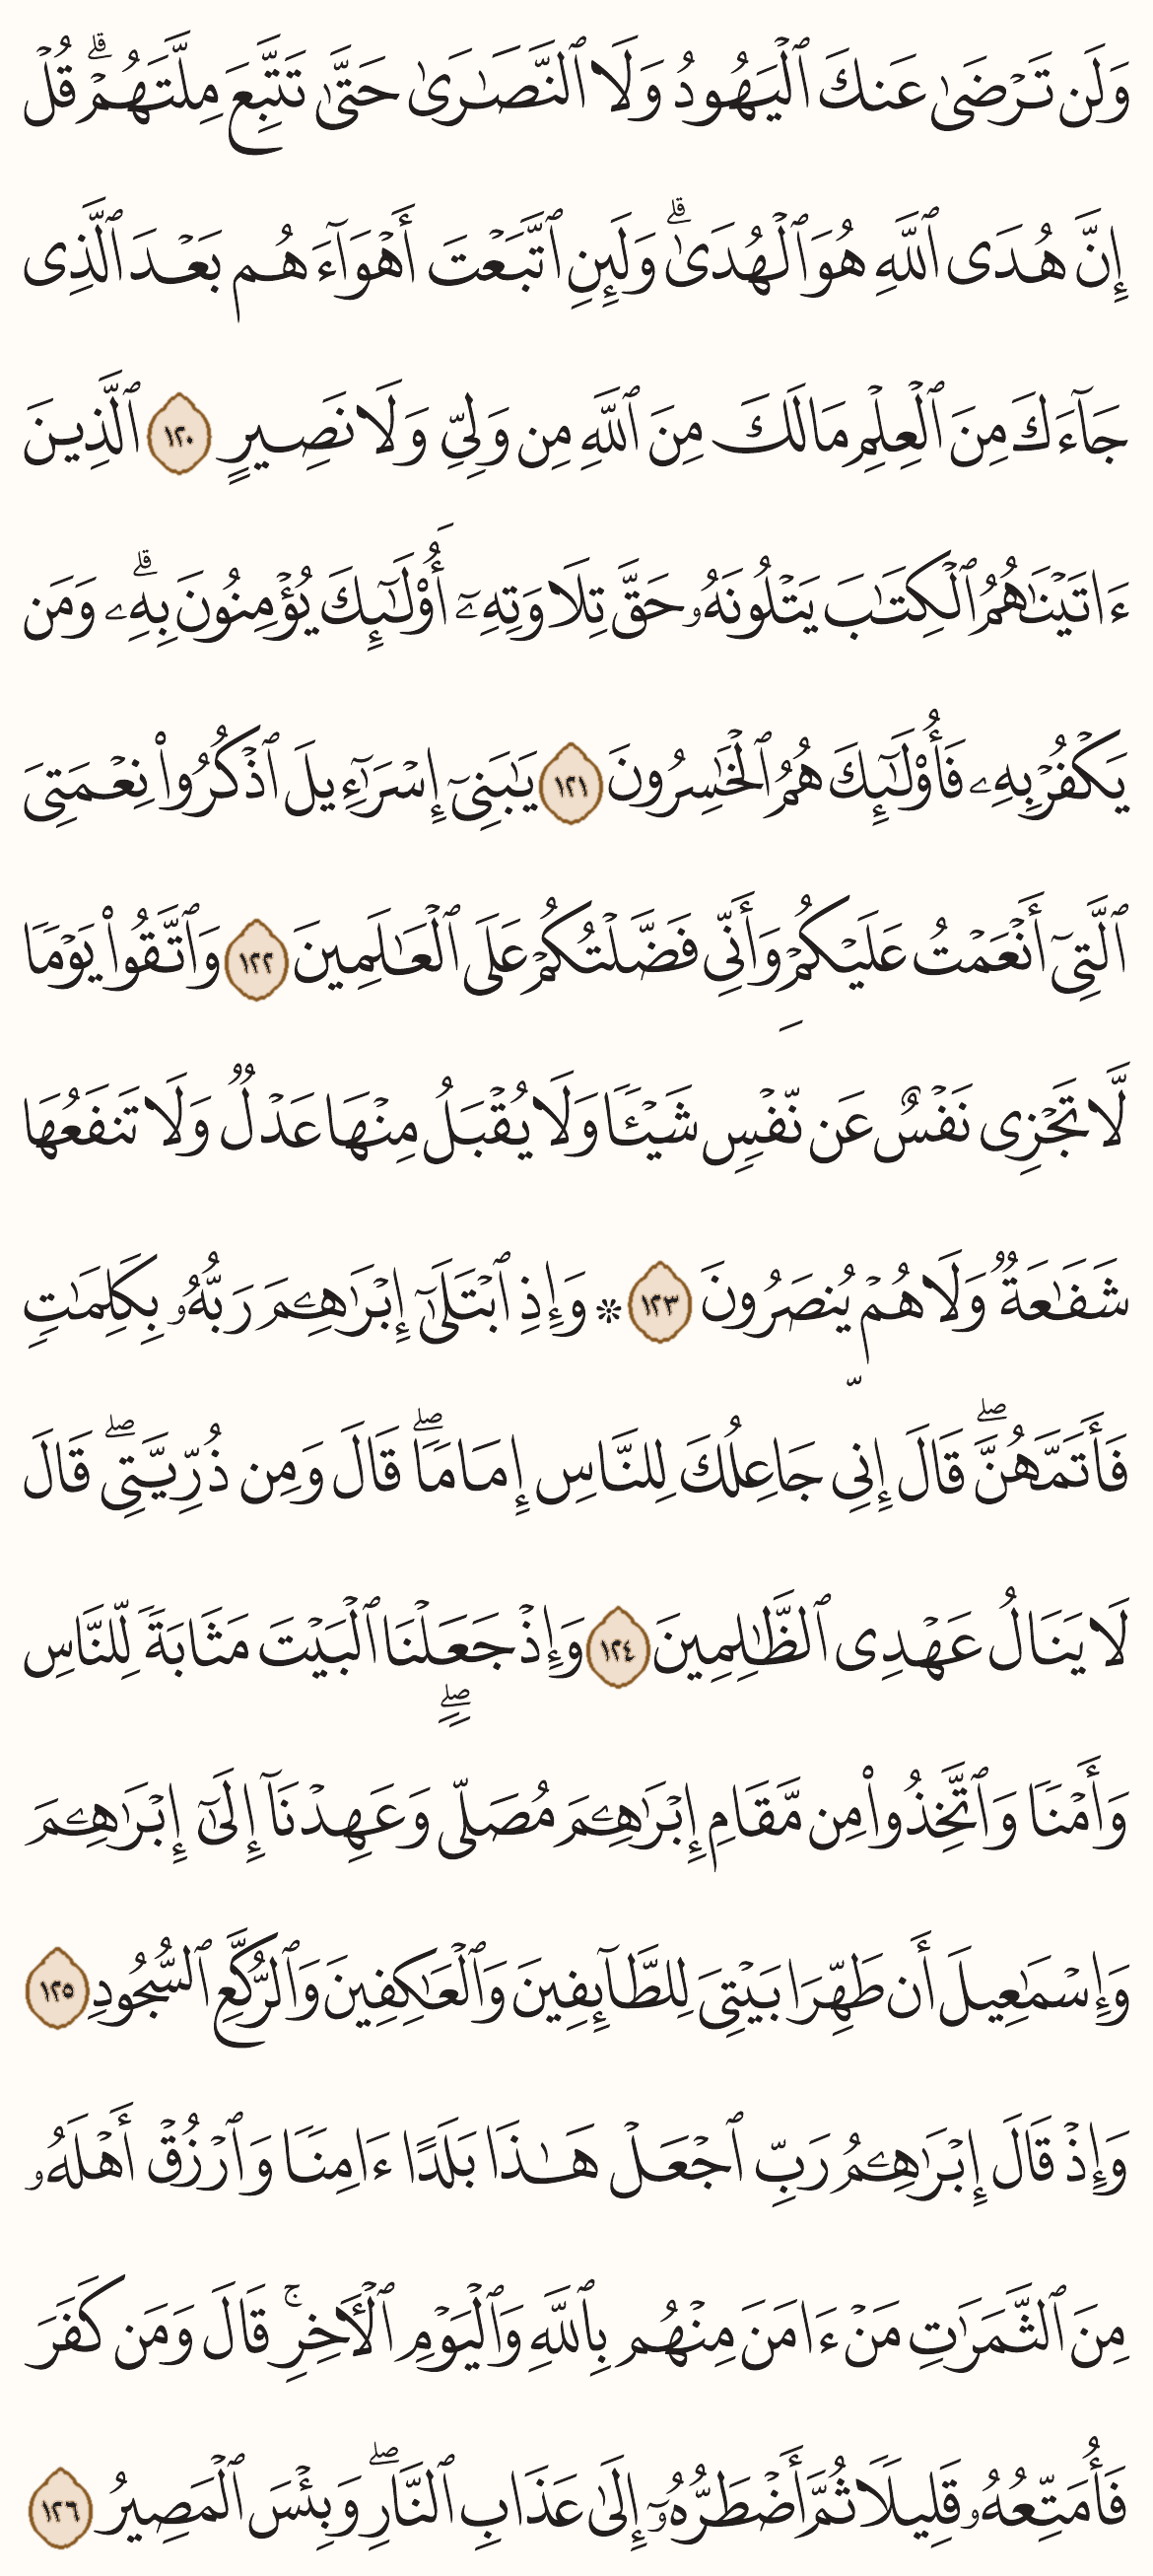 وَلَن تَرْضَىٰ عَنكَ ٱلْيَهُودُ وَلَا ٱلنَّصَـٰرَىٰ حَتَّىٰ تَتَّبِعَ مِلَّتَهُمْ ۗ قُلْ
إِنَّ هُدَى ٱللَّهِ هُوَ ٱلْهُدَىٰ ۗ وَلَئِنِ ٱتَّبَعْتَ أَهْوَآءَهُم بَعْدَ ٱلَّذِى
جَآءَكَ مِنَ ٱلْعِلْمِ مَا لَكَ مِنَ ٱللَّهِ مِن وَلِىٍّ وَلَا نَصِيرٍ ١٢٠ ٱلَّذِينَ
ءَاتَيْنَـٰهُمُ ٱلْكِتَـٰبَ يَتْلُونَهُۥ حَقَّ تِلَاوَتِهِۦٓ أُو۟لَـٰٓئِكَ يُؤْمِنُونَ بِهِۦ ۗ وَمَن
يَكْفُرْ بِهِۦ فَأُو۟لَـٰٓئِكَ هُمُ ٱلْخَـٰسِرُونَ ١٢١ يَـٰبَنِىٓ إِسْرَٰٓءِيلَ ٱذْكُرُوا۟ نِعْمَتِىَ
ٱلَّتِىٓ أَنْعَمْتُ عَلَيْكُمْ وَأَنِّى فَضَّلْتُكُمْ عَلَى ٱلْعَـٰلَمِينَ ١٢٢ وَٱتَّقُوا۟ يَوْمًا
لَّا تَجْزِى نَفْسٌ عَن نَّفْسٍ شَيْـًٔا وَلَا يُقْبَلُ مِنْهَا عَدْلٌ وَلَا تَنفَعُهَا
شَفَـٰعَةٌ وَلَا هُمْ يُنصَرُونَ ١٢٣ ۞ وَإِذِ ٱبْتَلَىٰٓ إِبْرَٰهِـۧمَ رَبُّهُۥ بِكَلِمَـٰتٍ
فَأَتَمَّهُنَّ ۖ قَالَ إِنِّى جَاعِلُكَ لِلنَّاسِ إِمَامًا ۖ قَالَ وَمِن ذُرِّيَّتِى ۖ قَالَ
لَا يَنَالُ عَهْدِى ٱلظَّـٰلِمِينَ ١٢٤ وَإِذْ جَعَلْنَا ٱلْبَيْتَ مَثَابَةً لِّلنَّاسِ
وَأَمْنًا وَٱتَّخِذُوا۟ مِن مَّقَامِ إِبْرَٰهِـۧمَ مُصَلًّى ۖ وَعَهِدْنَآ إِلَىٰٓ إِبْرَٰهِـۧمَ
وَإِسْمَـٰعِيلَ أَن طَهِّرَا بَيْتِىَ لِلطَّآئِفِينَ وَٱلْعَـٰكِفِينَ وَٱلرُّكَّعِ ٱلسُّجُودِ ١٢٥
وَإِذْ قَالَ إِبْرَٰهِـۧمُ رَبِّ ٱجْعَلْ هَـٰذَا بَلَدًا ءَامِنًا وَٱرْزُقْ أَهْلَهُۥ
مِنَ ٱلثَّمَرَٰتِ مَنْ ءَامَنَ مِنْهُم بِٱللَّهِ وَٱلْيَوْمِ ٱلْـَٔاخِرِ ۚ قَالَ وَمَن كَفَرَ
فَأُمَتِّعُهُۥ قَلِيلًا ثُمَّ أَضْطَرُّهُۥٓ إِلَىٰ عَذَابِ ٱلنَّارِ ۖ وَبِئْسَ ٱلْمَصِيرُ ١٢٦